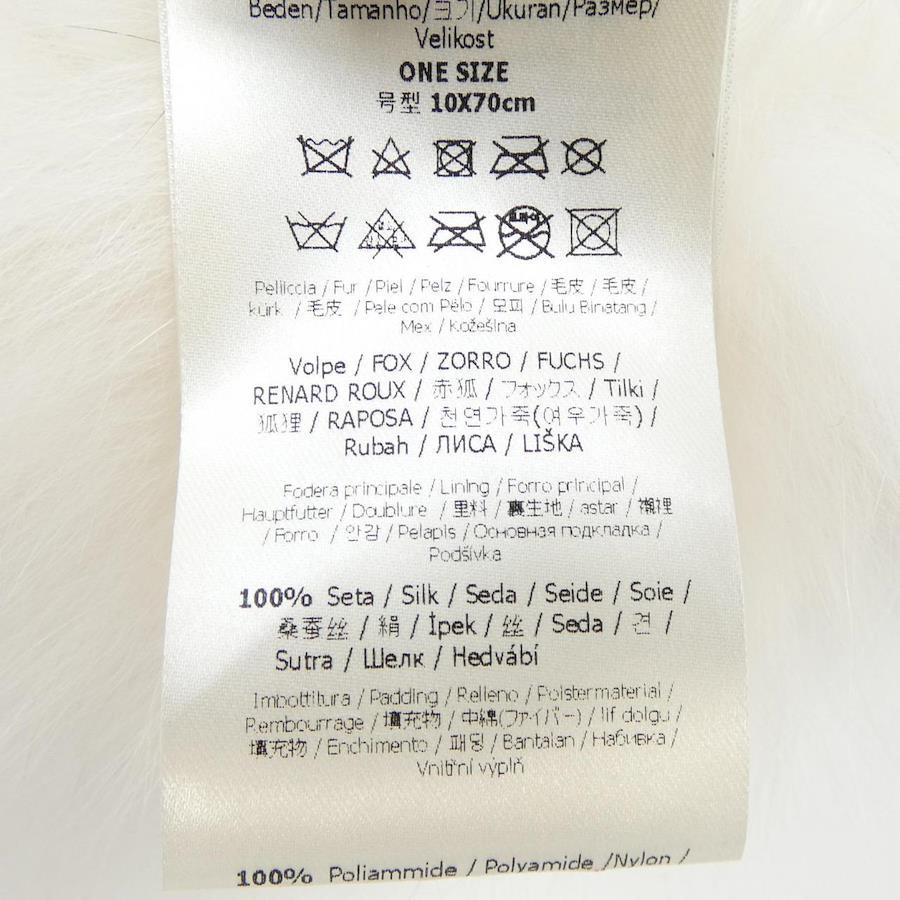 Beden/Tamanho/크기/Ukuran/Размер/
Velikost
ONE SIZE
号型 10X70cm
Pelliccia / Fur / Piel / Pelz / Fourrure / 毛皮 / 毛皮 /
kürk / 毛皮 / Pele com Pêlo / 모피 / Bulu Binatang /
Mex / Kožešina
Volpe / FOX / ZORRO / FUCHS /
RENARD ROUX / 赤狐 / フォックス / Tilki /
狐狸 / RAPOSA / 천연가죽(여우가죽) /
Rubah / ЛИСА / LIŠKA
Fodera principale / Lining / Forro principal /
Hauptfutter / Doublure / 里料 / 裏生地 / astar / 襯裡
/ Forro / 안감 / Pelapis / Основная подкладка /
Podšívka
100% Seta / Silk / Seda / Seide / Soie /
桑蚕丝 / 絹 / İpek / 丝 / Seda / 견 /
Sutra / Шелк / Hedvábí
Imbottitura / Padding / Relleno / Polstermaterial /
Rembourrage / 填充物 / 中綿(ファイバー) / lif dolgu /
填充物 / Enchimento / 패딩 / Bantalan / Набивка /
Vnitřní výplň
100% Poliammide / Polyamide /Nylon /